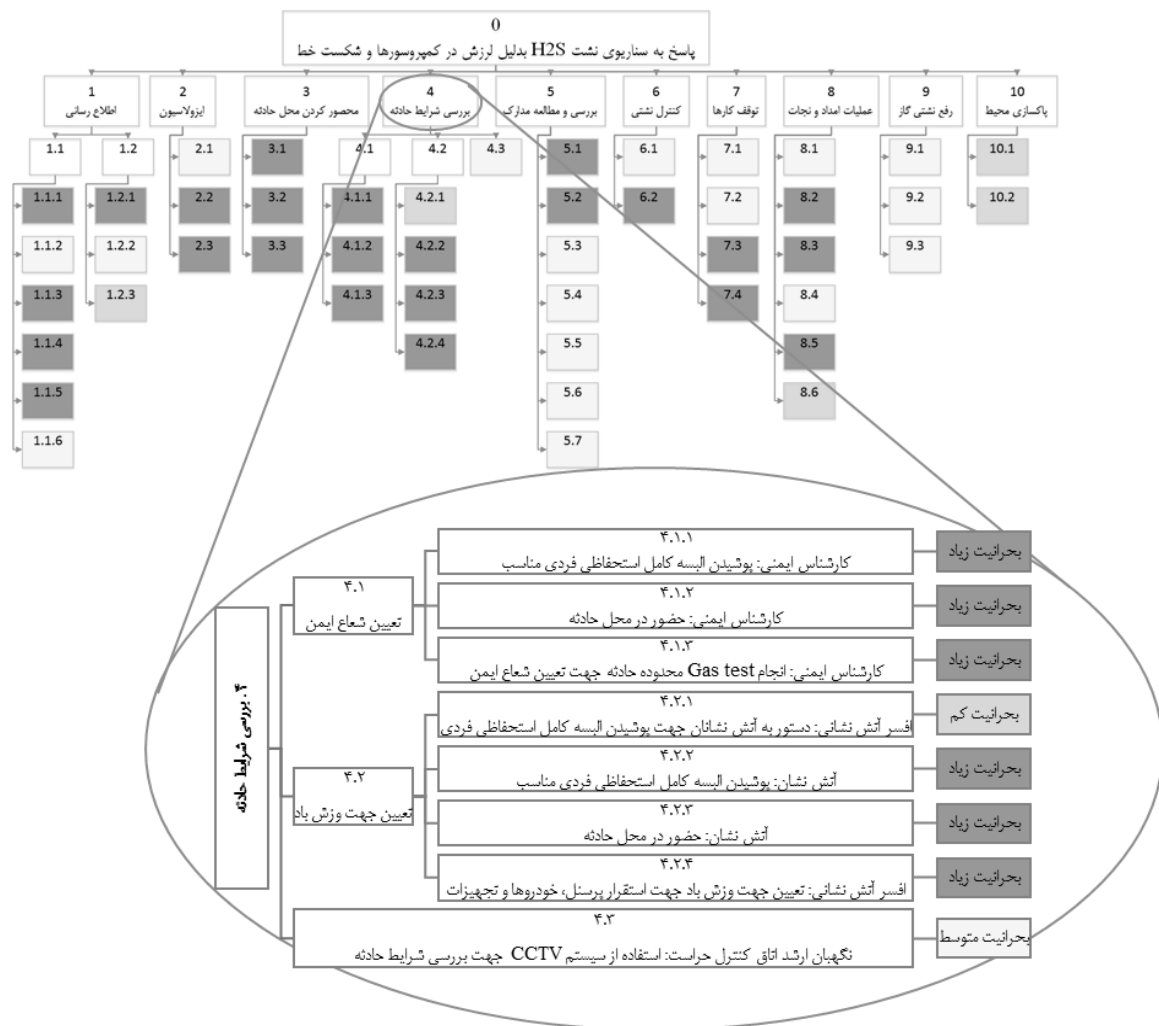 0
پاسخ به سناریوی نشت H2S بدلیل لرزش در کمپروسورها و شکست خط
1
اطلاع رسانی
2
ایزولاسیون
3
محصور کردن محل حادثه
4
بررسی شرایط حادثه
5
بررسی و مطالعه مدارک
6
کنترل نشتی
7
توقف کارها
8
عملیات امداد و نجات
9
رفع نشتی گاز
10
پاکسازی محیط
1.1
1.2
2.1
3.1
4.1
4.2
4.3
5.1
6.1
7.1
8.1
9.1
10.1
1.1.1
1.2.1
2.2
3.2
4.1.1
4.2.1
5.2
6.2
7.2
8.2
9.2
10.2
1.1.2
1.2.2
2.3
3.3
4.1.2
4.2.2
5.3
7.3
8.3
9.3
1.1.3
1.2.3
4.1.3
4.2.3
5.4
7.4
8.4
1.1.4
4.2.4
5.5
8.5
1.1.5
5.6
8.6
1.1.6
5.7
۴. بررسی شرایط حادثه
۴.۱
تعیین شعاع ایمن
۴.۱.۱
کارشناس ایمنی: پوشیدن البسه کامل استحفاظی فردی مناسب
بحرانیت زیاد
۴.۱.۲
کارشناس ایمنی: حضور در محل حادثه
بحرانیت زیاد
۴.۱.۳
کارشناس ایمنی: انجام Gas test محدوده حادثه جهت تعیین شعاع ایمن
بحرانیت زیاد
۴.۲
تعیین جهت وزش باد
۴.۲.۱
افسر آتش نشانی: دستور به آتش نشانان جهت پوشیدن البسه کامل استحفاظی فردی
بحرانیت کم
۴.۲.۲
آتش نشان: پوشیدن البسه کامل استحفاظی فردی مناسب
بحرانیت زیاد
۴.۲.۳
آتش نشان: حضور در محل حادثه
بحرانیت زیاد
۴.۲.۴
افسر آتش نشانی: تعیین جهت وزش باد جهت استقرار پرسنل، خودروها و تجهیزات
بحرانیت زیاد
۴.۳
نگهبان ارشد اتاق کنترل حراست: استفاده از سیستم CCTV جهت بررسی شرایط حادثه
بحرانیت متوسط